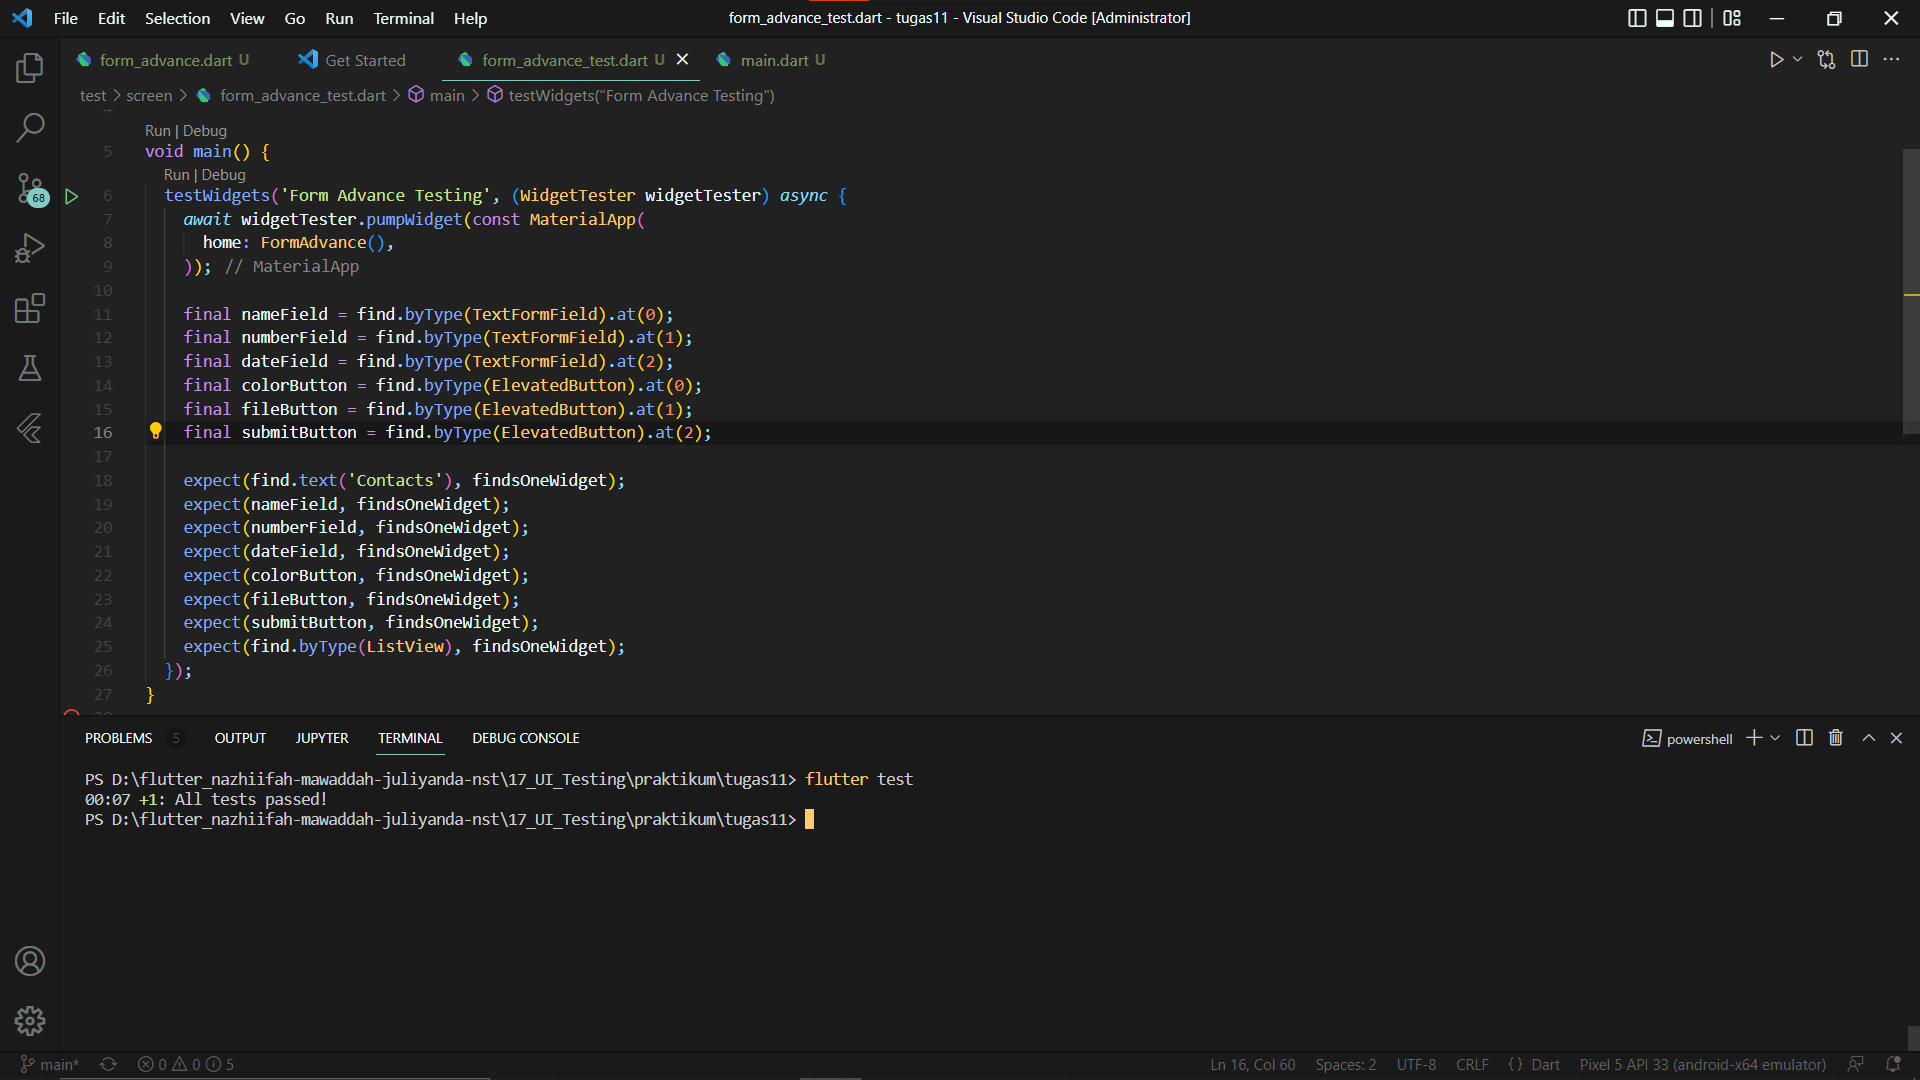 File Edit Selection View Go Run Terminal Help
form_advance_test.dart - tugas11 - Visual Studio Code [Administrator]
form_advance.dart U Get Started form_advance_test.dart U main.dart U
test > screen > form_advance_test.dart > main > testWidgets("Form Advance Testing")
Run | Debug
5 void main() {
Run | Debug
68
6 testWidgets('Form Advance Testing', (WidgetTester widgetTester) async {
7 await widgetTester.pumpWidget(const MaterialApp(
8 home: FormAdvance(),
9 )); // MaterialApp
10
11 final nameField = find.byType(TextFormField).at(0);
12 final numberField = find.byType(TextFormField).at(1);
13 final dateField = find.byType(TextFormField).at(2);
14 final colorButton = find.byType(ElevatedButton).at(0);
15 final fileButton = find.byType(ElevatedButton).at(1);
16 final submitButton = find.byType(ElevatedButton).at(2);
17
18 expect(find.text('Contacts'), findsOneWidget);
19 expect(nameField, findsOneWidget);
20 expect(numberField, findsOneWidget);
21 expect(dateField, findsOneWidget);
22 expect(colorButton, findsOneWidget);
23 expect(fileButton, findsOneWidget);
24 expect(submitButton, findsOneWidget);
25 expect(find.byType(ListView), findsOneWidget);
26 });
27 }
PROBLEMS 5 OUTPUT JUPYTER TERMINAL DEBUG CONSOLE powershell
PS D:\flutter_nazhiifah-mawaddah-juliyanda-nst\17_UI_Testing\praktikum\tugas11> flutter test
00:07 +1: All tests passed!
PS D:\flutter_nazhiifah-mawaddah-juliyanda-nst\17_UI_Testing\praktikum\tugas11>
main* 0 0 5 Ln 16, Col 60 Spaces: 2 UTF-8 CRLF {} Dart Pixel 5 API 33 (android-x64 emulator)